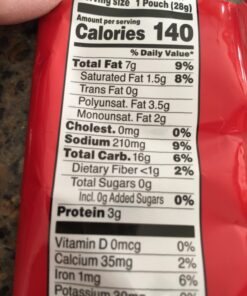 Size 1 Pouch (28g)
Amount per serving
Calories 140
% Daily Value*
Total Fat 7g 9%
Saturated Fat 1.5g 8%
Trans Fat 0g
Polyunsat. Fat 3.5g
Monounsat. Fat 2g
Cholest. 0mg 0%
Sodium 210mg 9%
Total Carb. 16g 6%
Dietary Fiber <1g 2%
Total Sugars 0g
Incl. 0g Added Sugars 0%
Protein 3g
Vitamin D 0mcg 0%
Calcium 35mg 2%
Iron 1mg 6%
Potassium